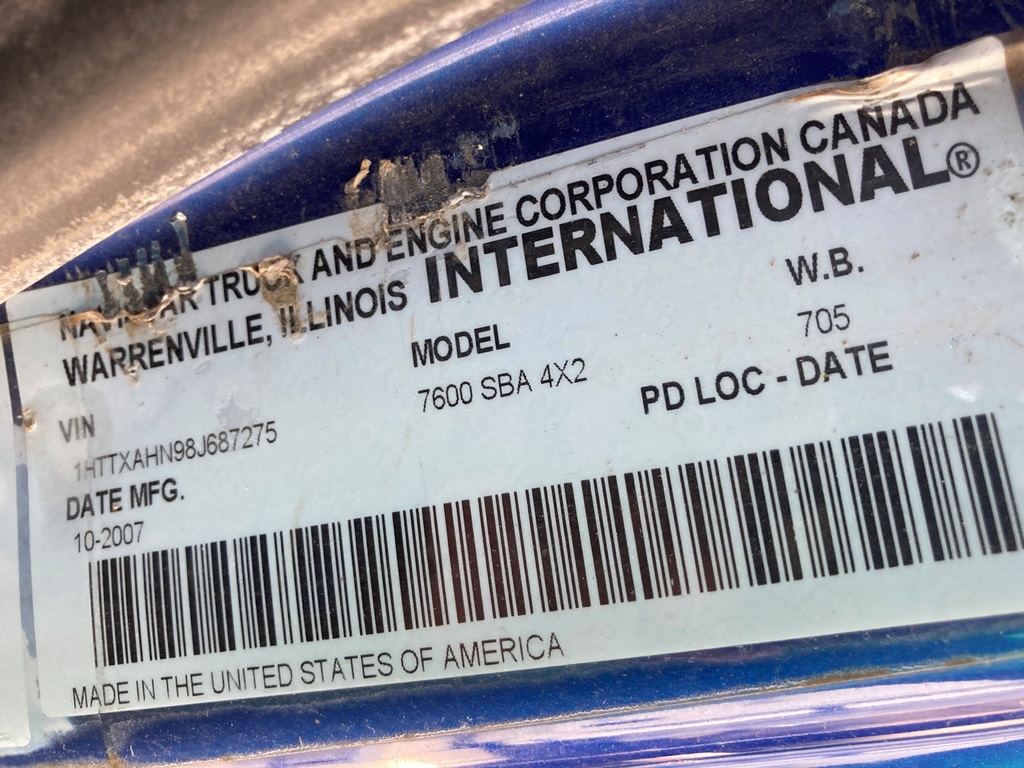 NAVISTAR TRUCK AND ENGINE CORPORATION CANADA
WARRENVILLE, ILLINOIS INTERNATIONAL®
VIN MODEL W.B.
1HTTXAHN98J687275 7600 SBA 4X2 705
DATE MFG. PD LOC - DATE
10-2007
MADE IN THE UNITED STATES OF AMERICA